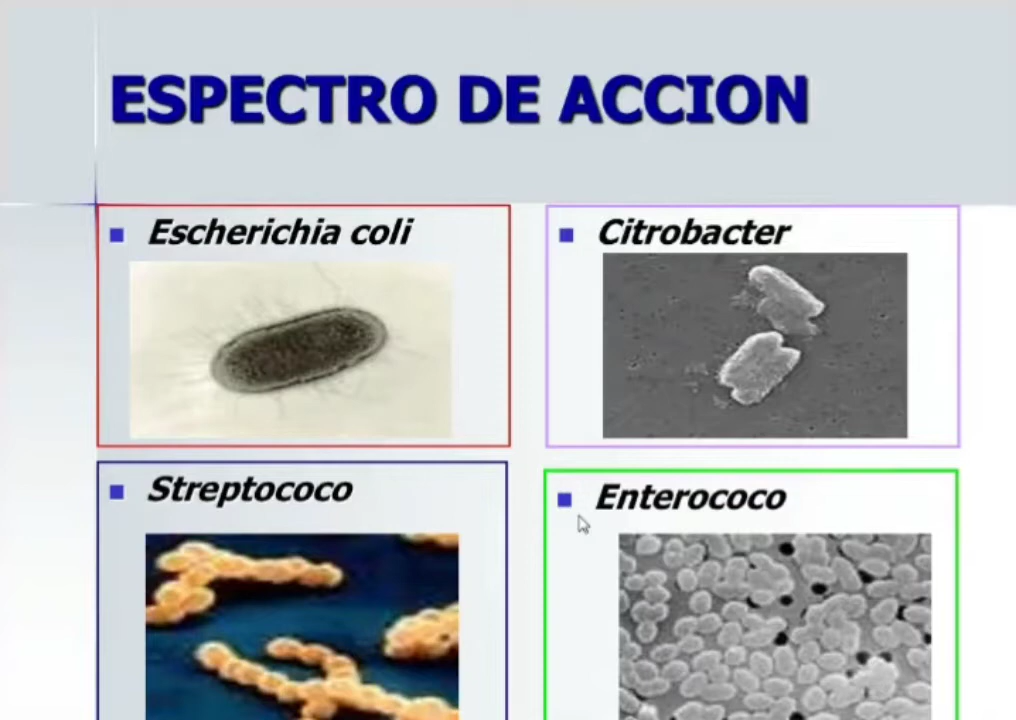 ESPECTRO DE ACCION
Escherichia coli
Citrobacter
Streptococo
Enterococo